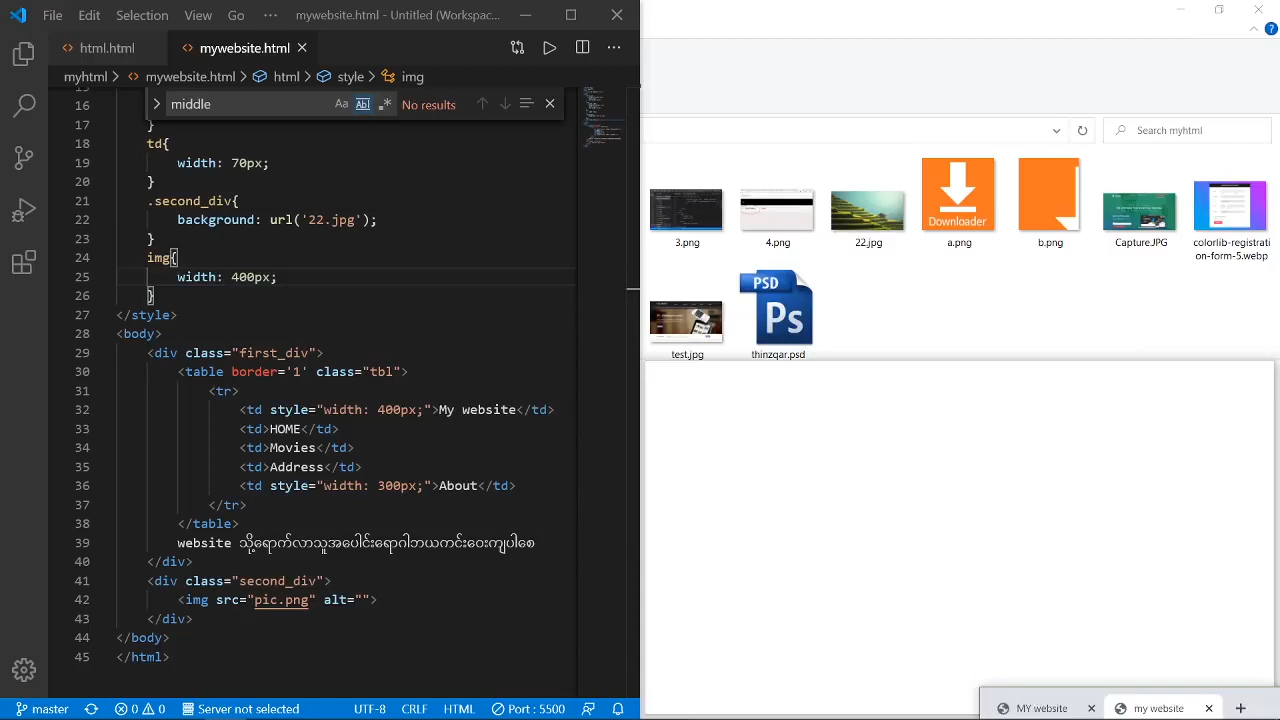 File Edit Selection View Go ··· mywebsite.html - Untitled (Workspac...
html.html mywebsite.html
myhtml > mywebsite.html > html > style > img
middle Aa Abl No results
15
16
17 }
18 td{
19 width: 70px;
20 }
21 .second_div{
22 background: url('22.jpg');
23 }
24 img{
25 width: 400px;
26 }
27 </style>
28 <body>
29 <div class="first_div">
30 <table border='1' class="tbl">
31 <tr>
32 <td style="width: 400px;">My website</td>
33 <td>HOME</td>
34 <td>Movies</td>
35 <td>Address</td>
36 <td style="width: 300px;">About</td>
37 </tr>
38 </table>
39 website သို့ရောက်လာသူအပေါင်းရောဂါဘယကင်းဝေးကျပါစေ
40 </div>
41 <div class="second_div">
42 <img src="pic.png" alt="">
43 </div>
44 </body>
45 </html>
master 0 0 Server not selected UTF-8 CRLF HTML Port : 5500
Search myhtml
Downloader
3.png 4.png 22.jpg a.png b.png Capture.JPG colorlib-registrati
on-form-5.webp
PSD
Ps
test.jpg thinzqar.psd
MY website my website